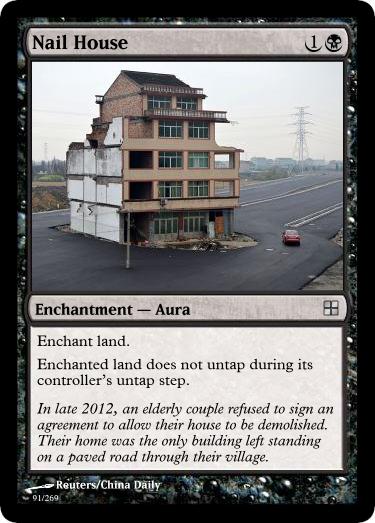 Nail House
1
Enchantment — Aura
Enchant land.
Enchanted land does not untap during its
controller's untap step.
In late 2012, an elderly couple refused to sign an
agreement to allow their house to be demolished.
Their home was the only building left standing
on a paved road through their village.
Reuters/China Daily
91/269